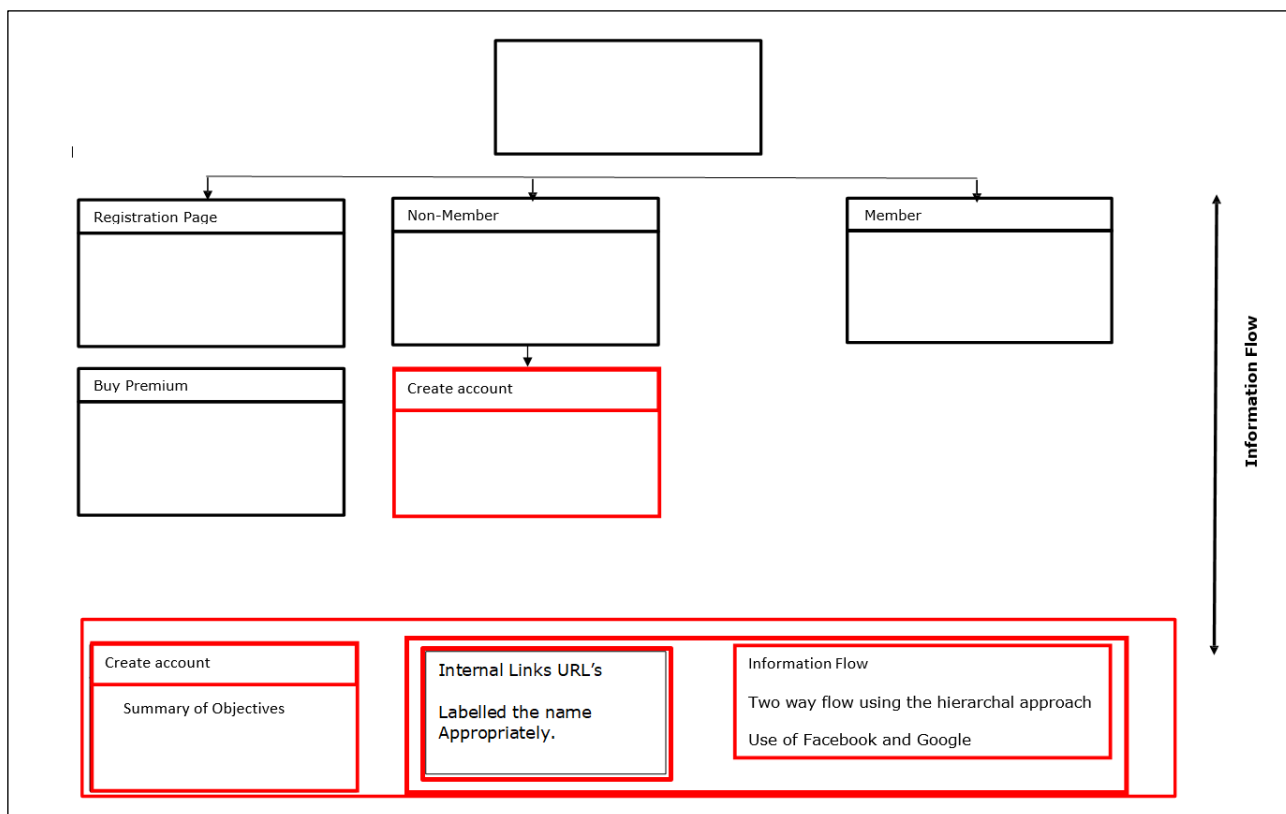 Registration Page
Non-Member
Member
Buy Premium
Create account
Information Flow
Create account
Summary of Objectives
Internal Links URL's
Labelled the name
Appropriately.
Information Flow
Two way flow using the hierarchal approach
Use of Facebook and Google